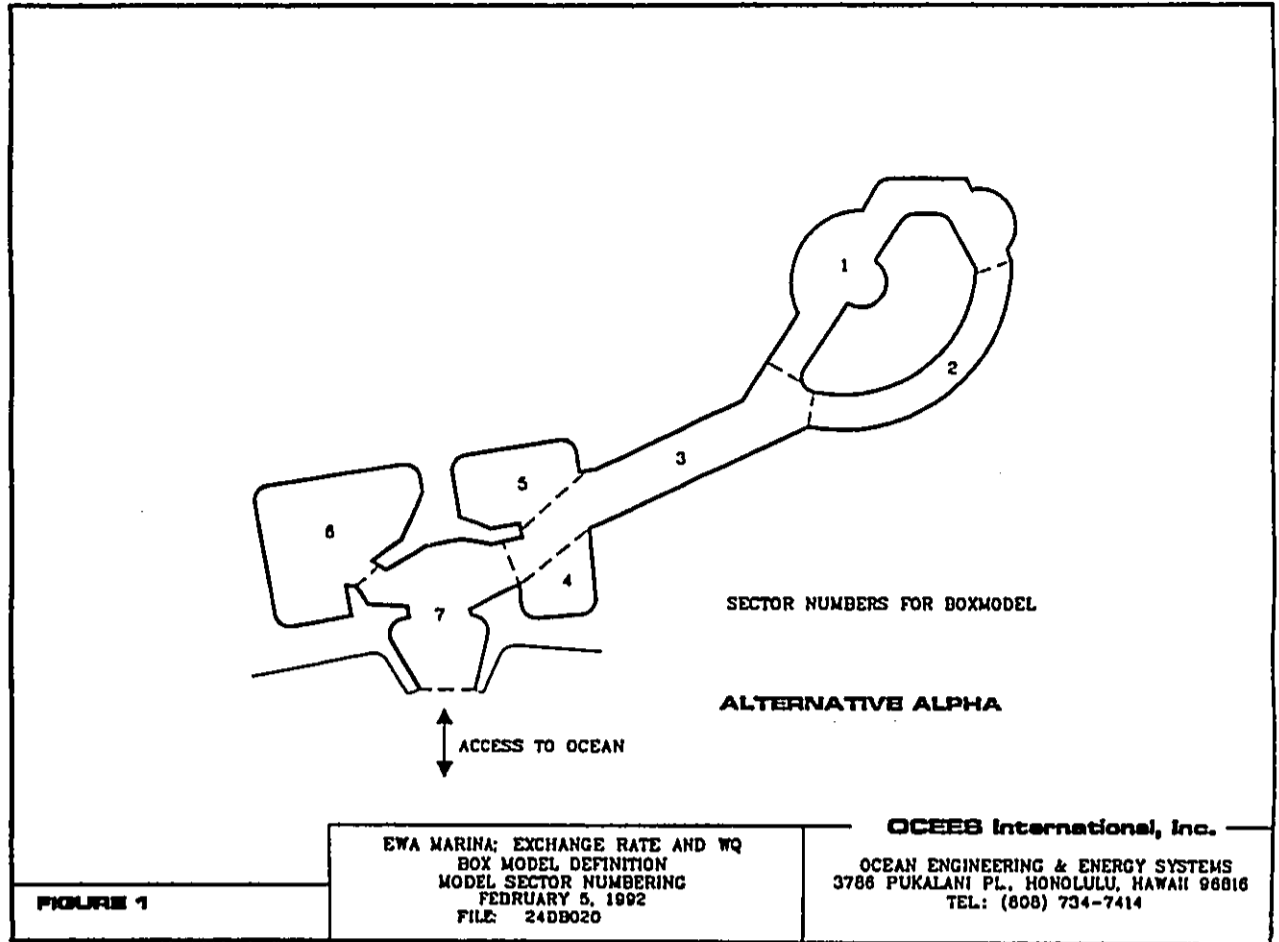 1
2
3
5
6
4
7
SECTOR NUMBERS FOR BOXMODEL
ALTERNATIVE ALPHA
ACCESS TO OCEAN
FIGURE 1
EWA MARINA; EXCHANGE RATE AND WQ
BOX MODEL DEFINITION
MODEL SECTOR NUMBERING
FEBRUARY 5, 1992
FILE: 24DB020
OCEES International, Inc.
OCEAN ENGINEERING & ENERGY SYSTEMS
3786 PUKALANI PL., HONOLULU, HAWAII 96816
TEL: (808) 734-7414